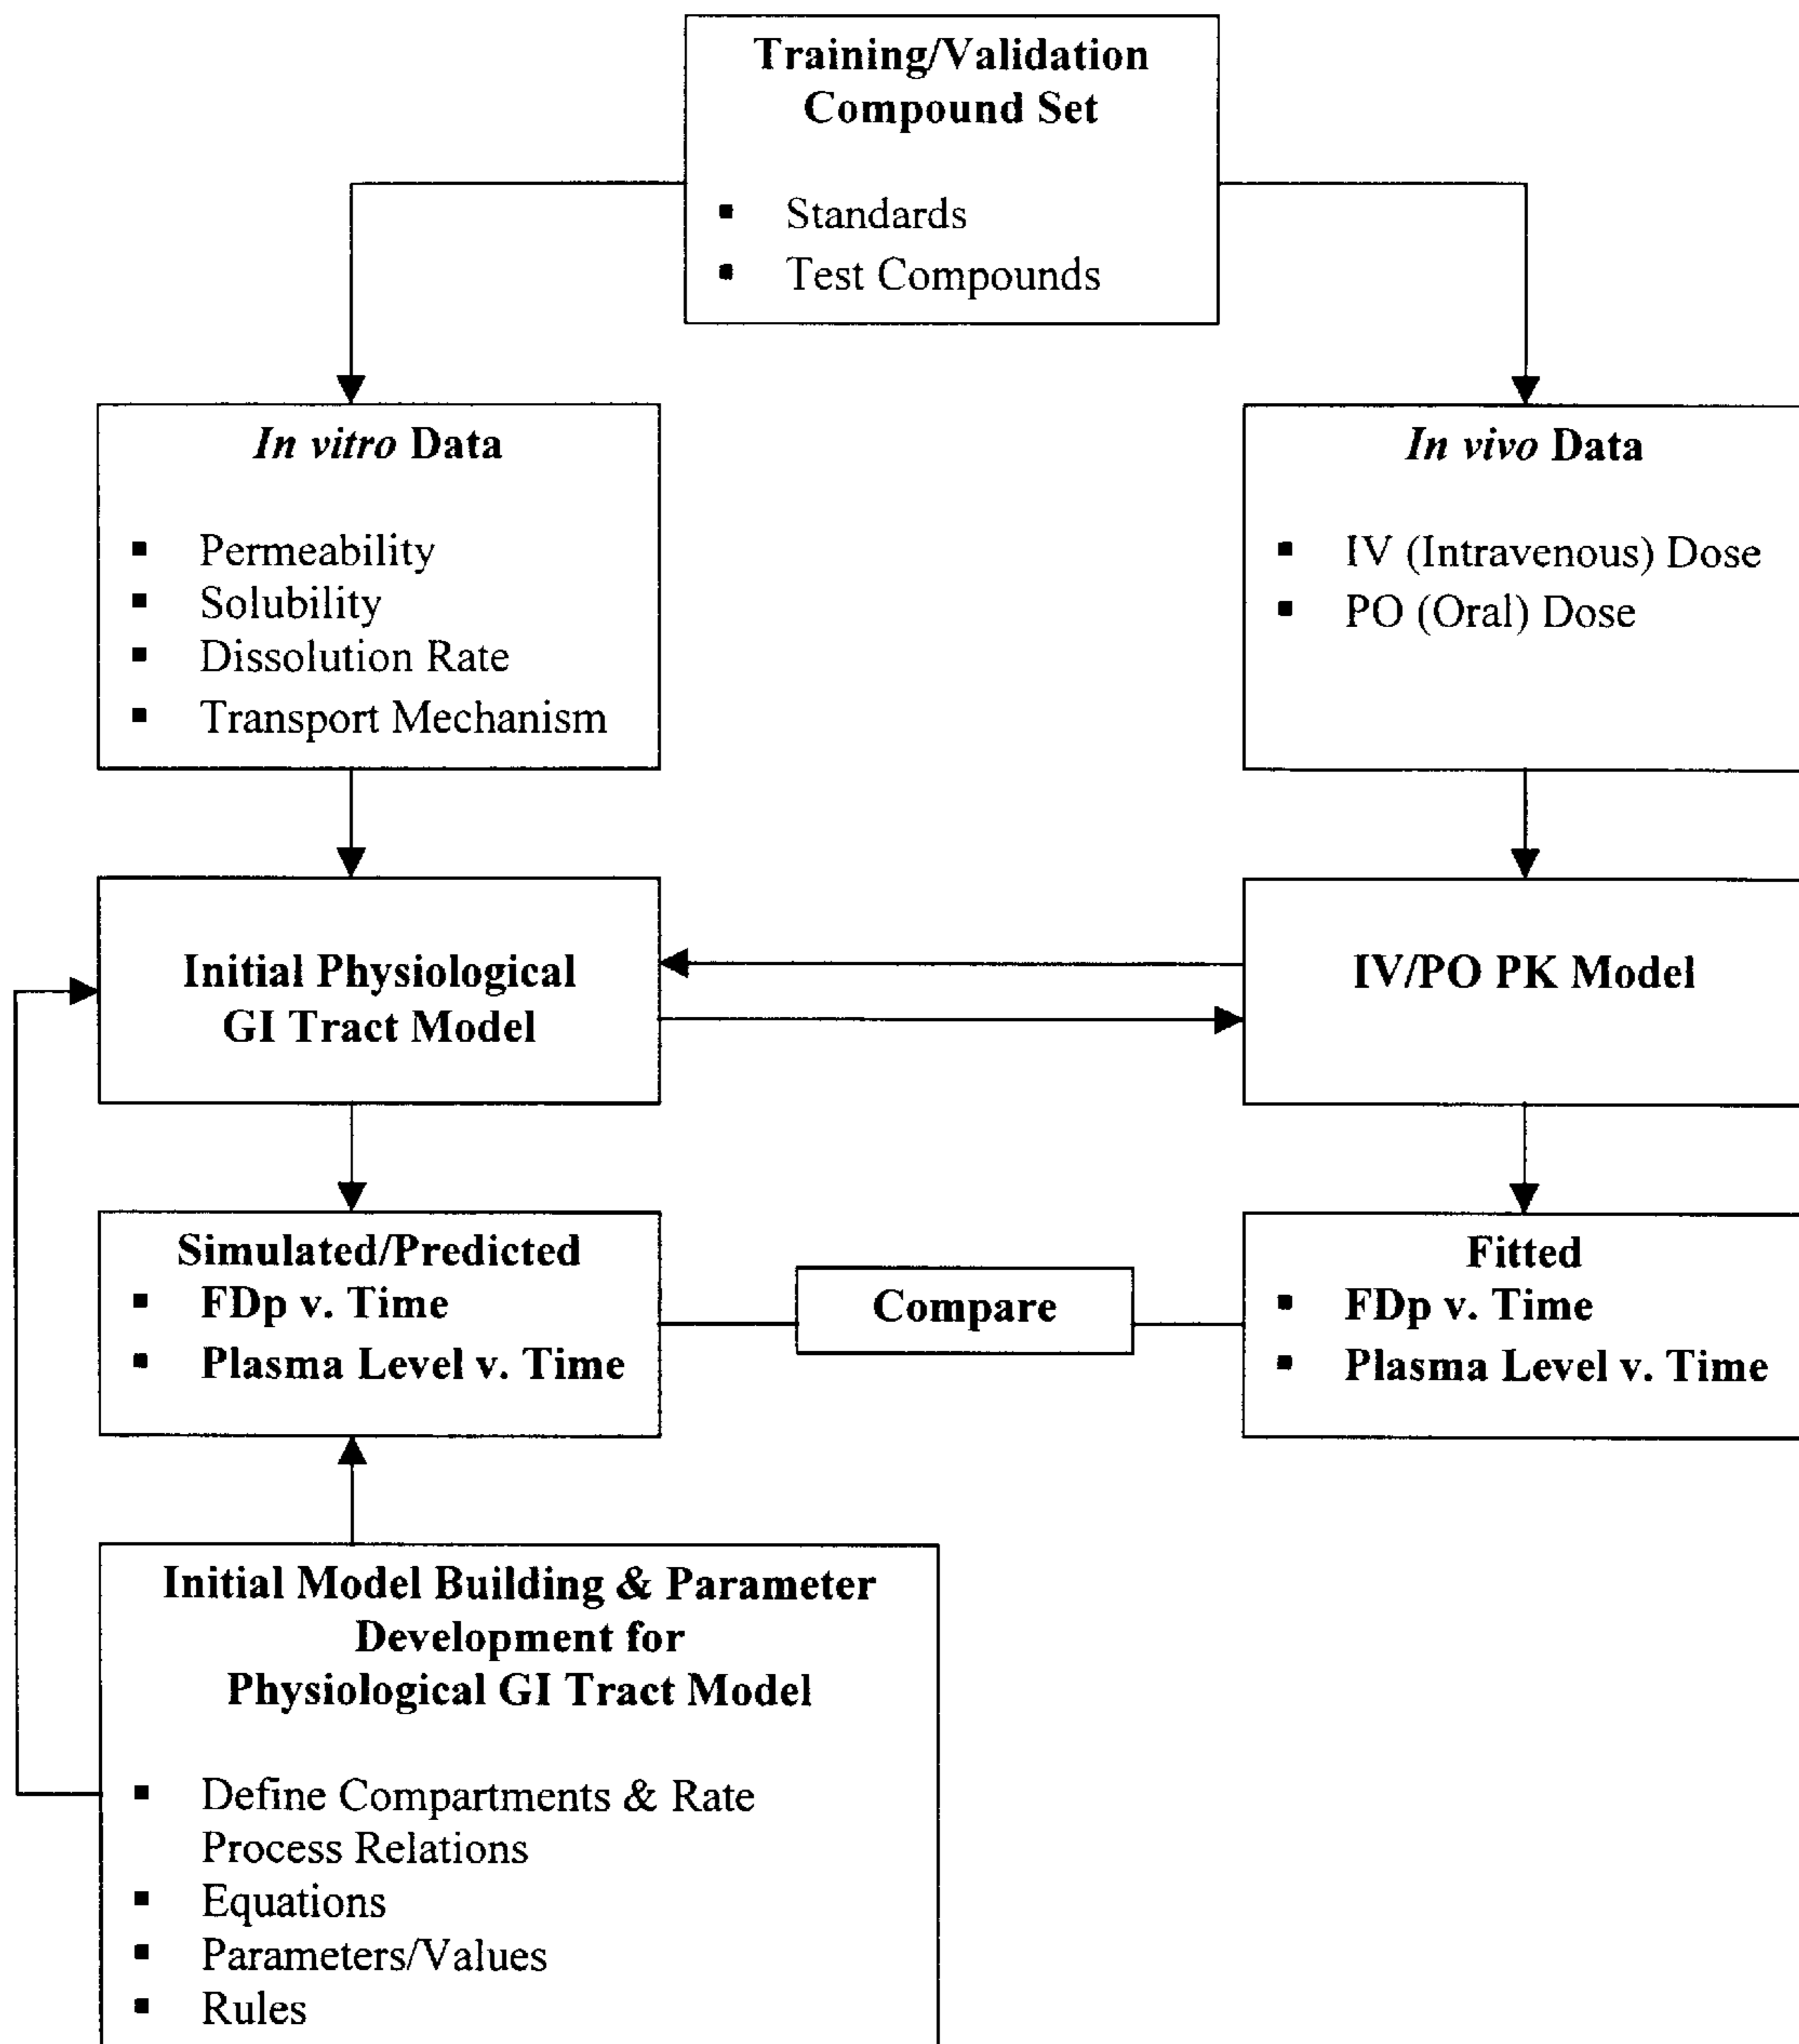 Training/Validation
Compound Set
▪ Standards
▪ Test Compounds
In vitro Data
▪ Permeability
▪ Solubility
▪ Dissolution Rate
▪ Transport Mechanism
In vivo Data
▪ IV (Intravenous) Dose
▪ PO (Oral) Dose
Initial Physiological
GI Tract Model
IV/PO PK Model
Simulated/Predicted
▪ FDp v. Time
▪ Plasma Level v. Time
Compare
Fitted
▪ FDp v. Time
▪ Plasma Level v. Time
Initial Model Building & Parameter
Development for
Physiological GI Tract Model
▪ Define Compartments & Rate
Process Relations
▪ Equations
▪ Parameters/Values
▪ Rules